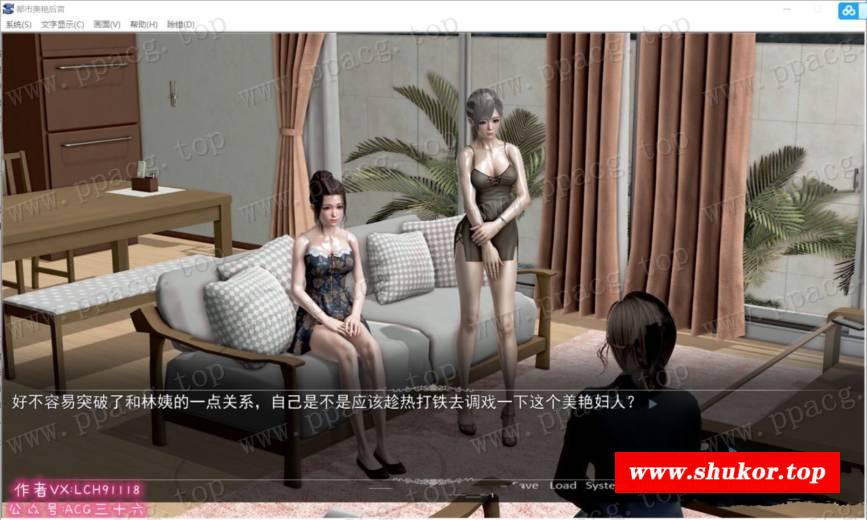 都市美艳后宫
系统(S) 文字显示(C) 画面(V) 帮助(H) 除错(D)
www.ppacg.top
好不容易突破了和林姨的一点关系，自己是不是应该趁热打铁去调戏一下这个美艳妇人？
Save Load System
作者VX:LCH91118
公众号:ACG三十六
www.shukor.top